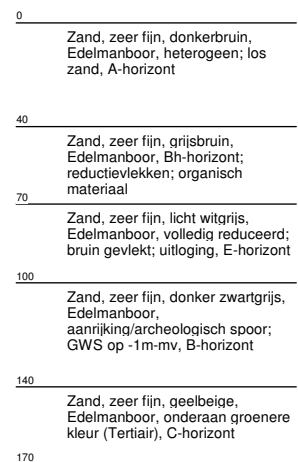 0
Zand, zeer fijn, donkerbruin,
Edelmanboor, heterogeen; los
zand, A-horizont
40
Zand, zeer fijn, grijsbruin,
Edelmanboor, Bh-horizont;
reductievlekken; organisch
materiaal
70
Zand, zeer fijn, licht witgrijs,
Edelmanboor, volledig reduceerd;
bruin gevlekt; uitloging, E-horizont
100
Zand, zeer fijn, donker zwartgrijs,
Edelmanboor,
aanrijking/archeologisch spoor;
GWS op -1m-mv, B-horizont
140
Zand, zeer fijn, geelbeige,
Edelmanboor, onderaan groenere
kleur (Tertiair), C-horizont
170